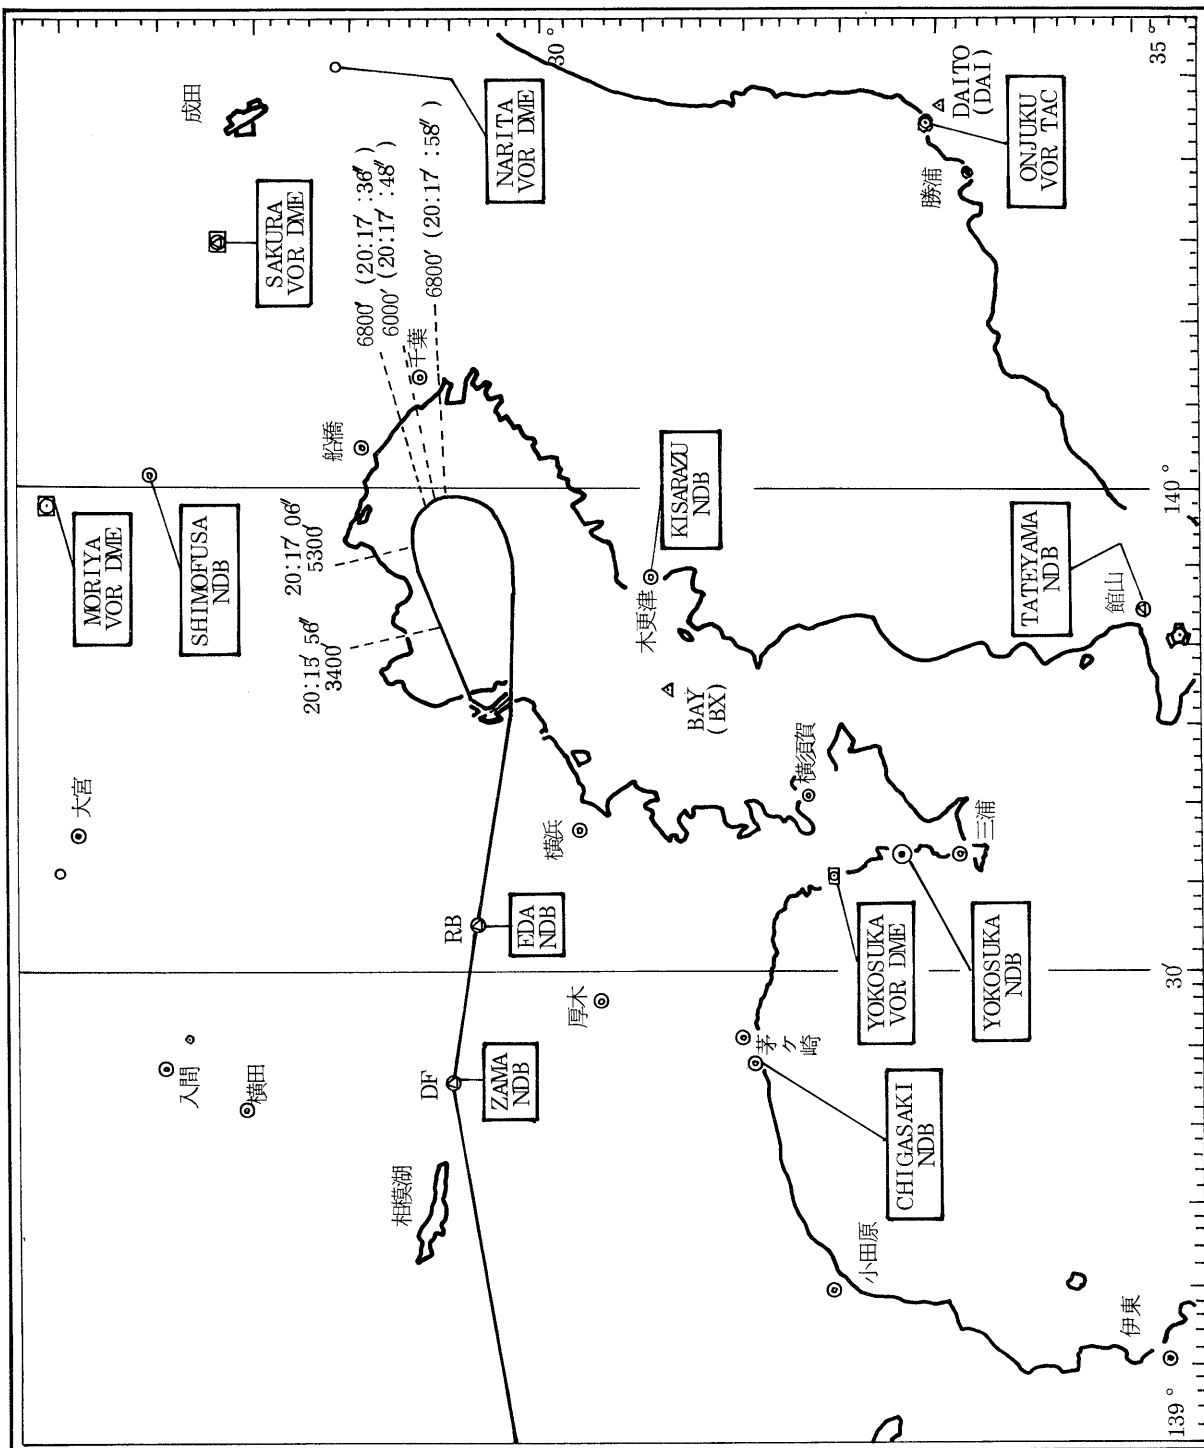 成田
SAKURA
VOR DME
NARITA
VOR DME
30°
DAITO
(DAI)
ONJUKU
VOR TAC
勝浦
35°
6800′ (20:17′:36″)
6000′ (20:17′:48″)
6800′ (20:17′:58″)
千葉
船橋
MORIYA
VOR DME
SHIMOFUSA
NDB
20:17′06″
5300′
20:15′56″
3400′
KISARAZU
NDB
木更津
BAY
(BX)
140°
TATEYAMA
NDB
館山
大宮
横浜
横須賀
三浦
RB
EDA
NDB
YOKOSUKA
VOR DME
YOKOSUKA
NDB
30′
厚木
入間
横田
DF
ZAMA
NDB
茅ケ崎
CHIGASAKI
NDB
相模湖
小田原
伊東
139°